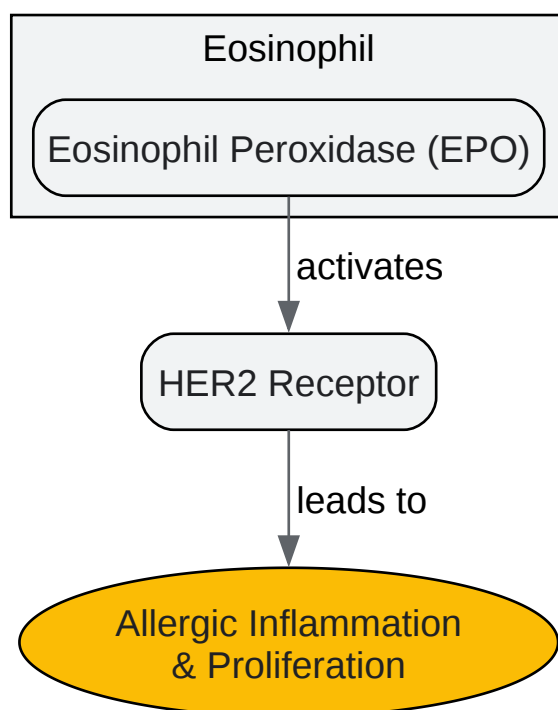 Eosinophil
Eosinophil Peroxidase (EPO)
activates
HER2 Receptor
leads to
Allergic Inflammation
& Proliferation